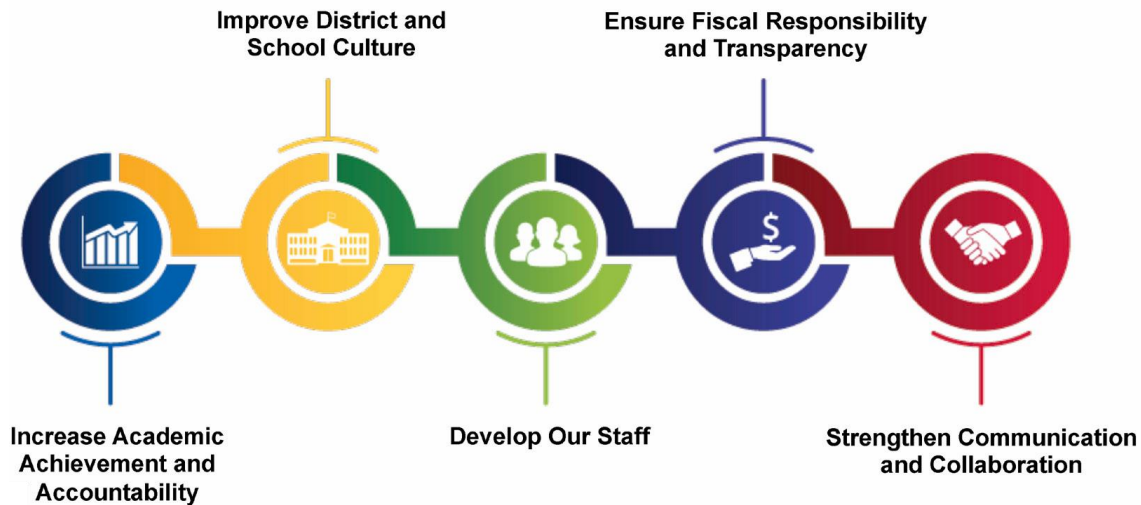 Improve District and
School Culture
Ensure Fiscal Responsibility
and Transparency
$
Increase Academic
Achievement and
Accountability
Develop Our Staff
Strengthen Communication
and Collaboration